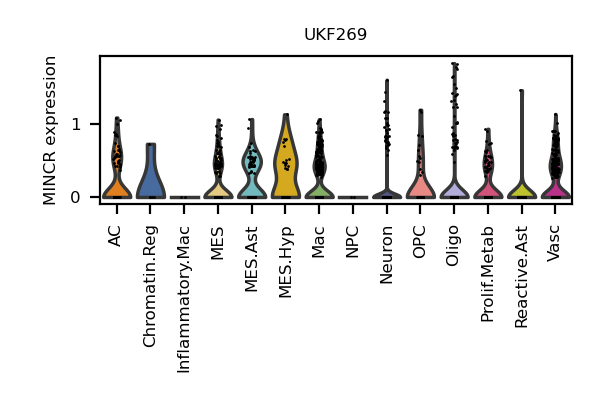 UKF269
MINCR expression
1
0
AC
Chromatin.Reg
Inflammatory.Mac
MES
MES.Ast
MES.Hyp
Mac
NPC
Neuron
OPC
Oligo
Prolif.Metab
Reactive.Ast
Vasc